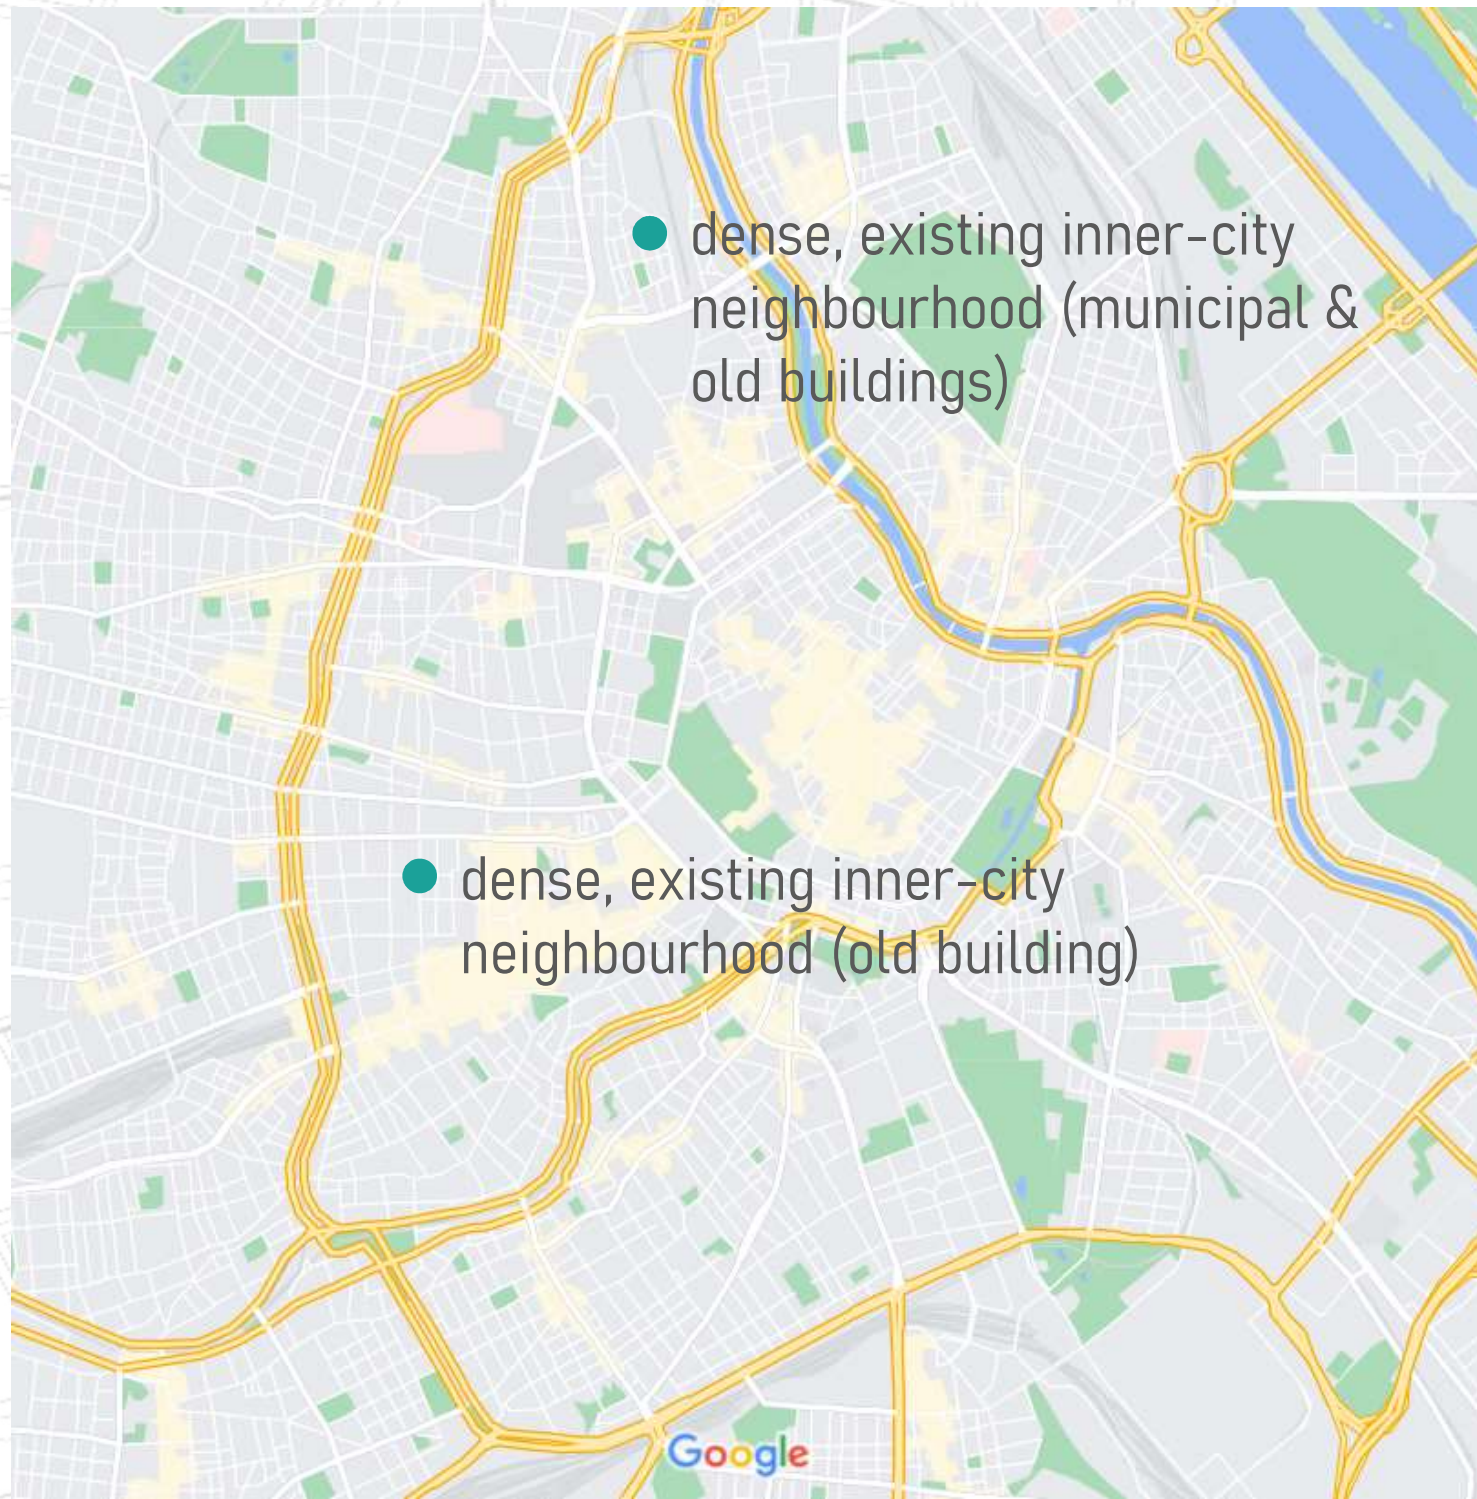 dense, existing inner-city
neighbourhood (municipal &
old buildings)
dense, existing inner-city
neighbourhood (old building)
Google